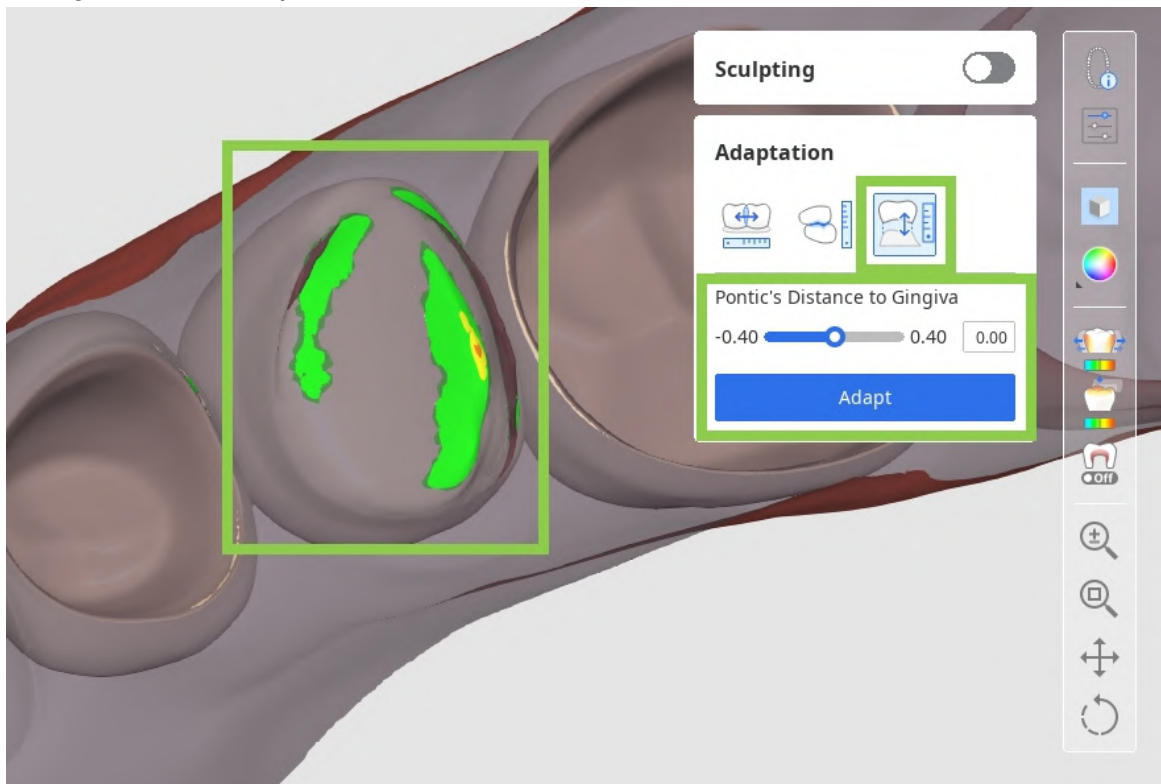 Sculpting
Adaptation
Pontic's Distance to Gingiva
-0.40 0.40 0.00
Adapt
Off